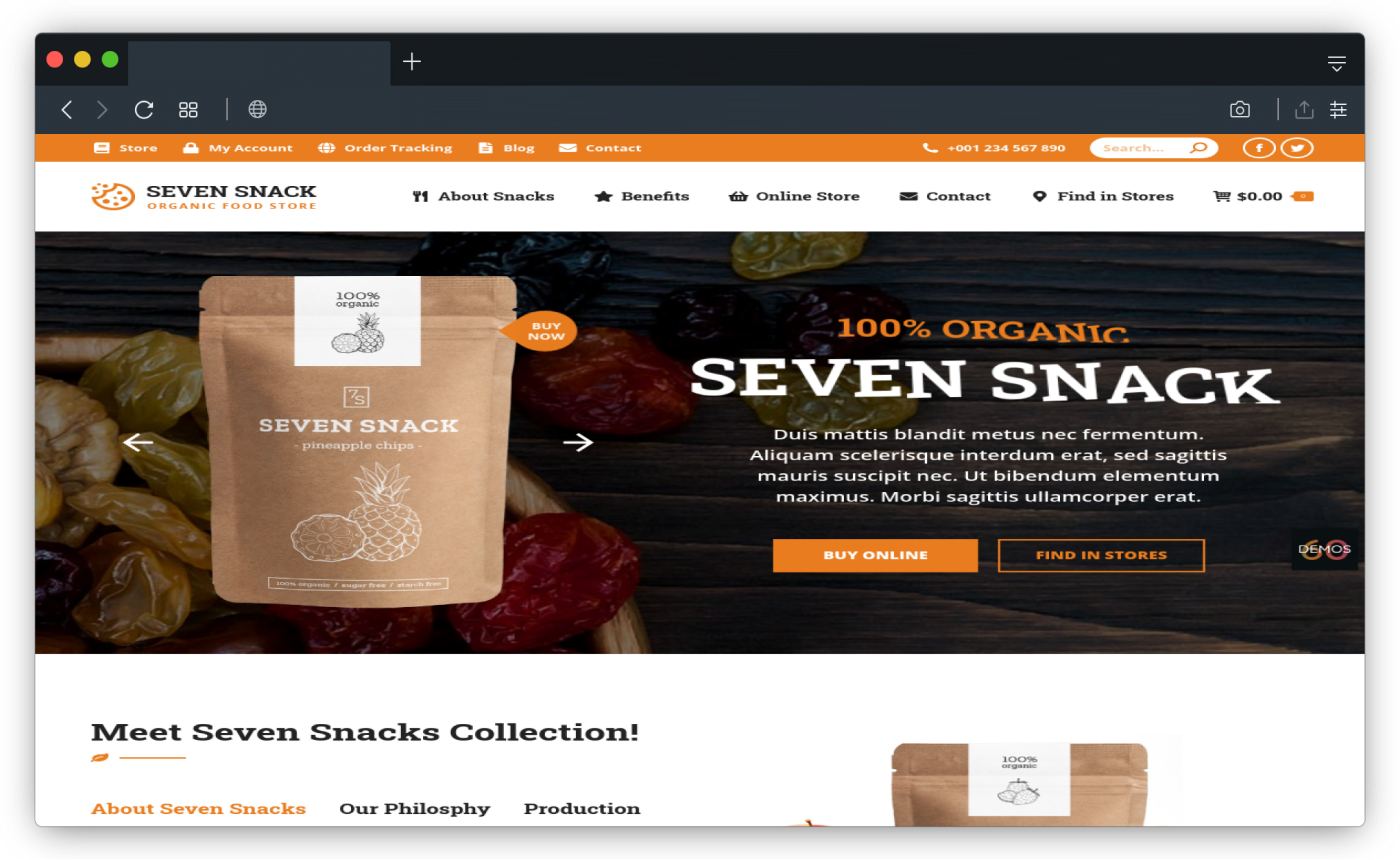 Store My Account Order Tracking Blog Contact +001 234 567 890 Search...
SEVEN SNACK
ORGANIC FOOD STORE
About Snacks Benefits Online Store Contact Find in Stores $0.00 0
100%
organic
BUY
NOW
7S
SEVEN SNACK
- pineapple chips -
100% organic / sugar free / starch free
100% ORGANIC
SEVEN SNACK
Duis mattis blandit metus nec fermentum.
Aliquam scelerisque interdum erat, sed sagittis
mauris suscipit nec. Ut bibendum elementum
maximus. Morbi sagittis ullamcorper erat.
BUY ONLINE FIND IN STORES
60
DEMOS
Meet Seven Snacks Collection!
About Seven Snacks Our Philosphy Production
100%
organic